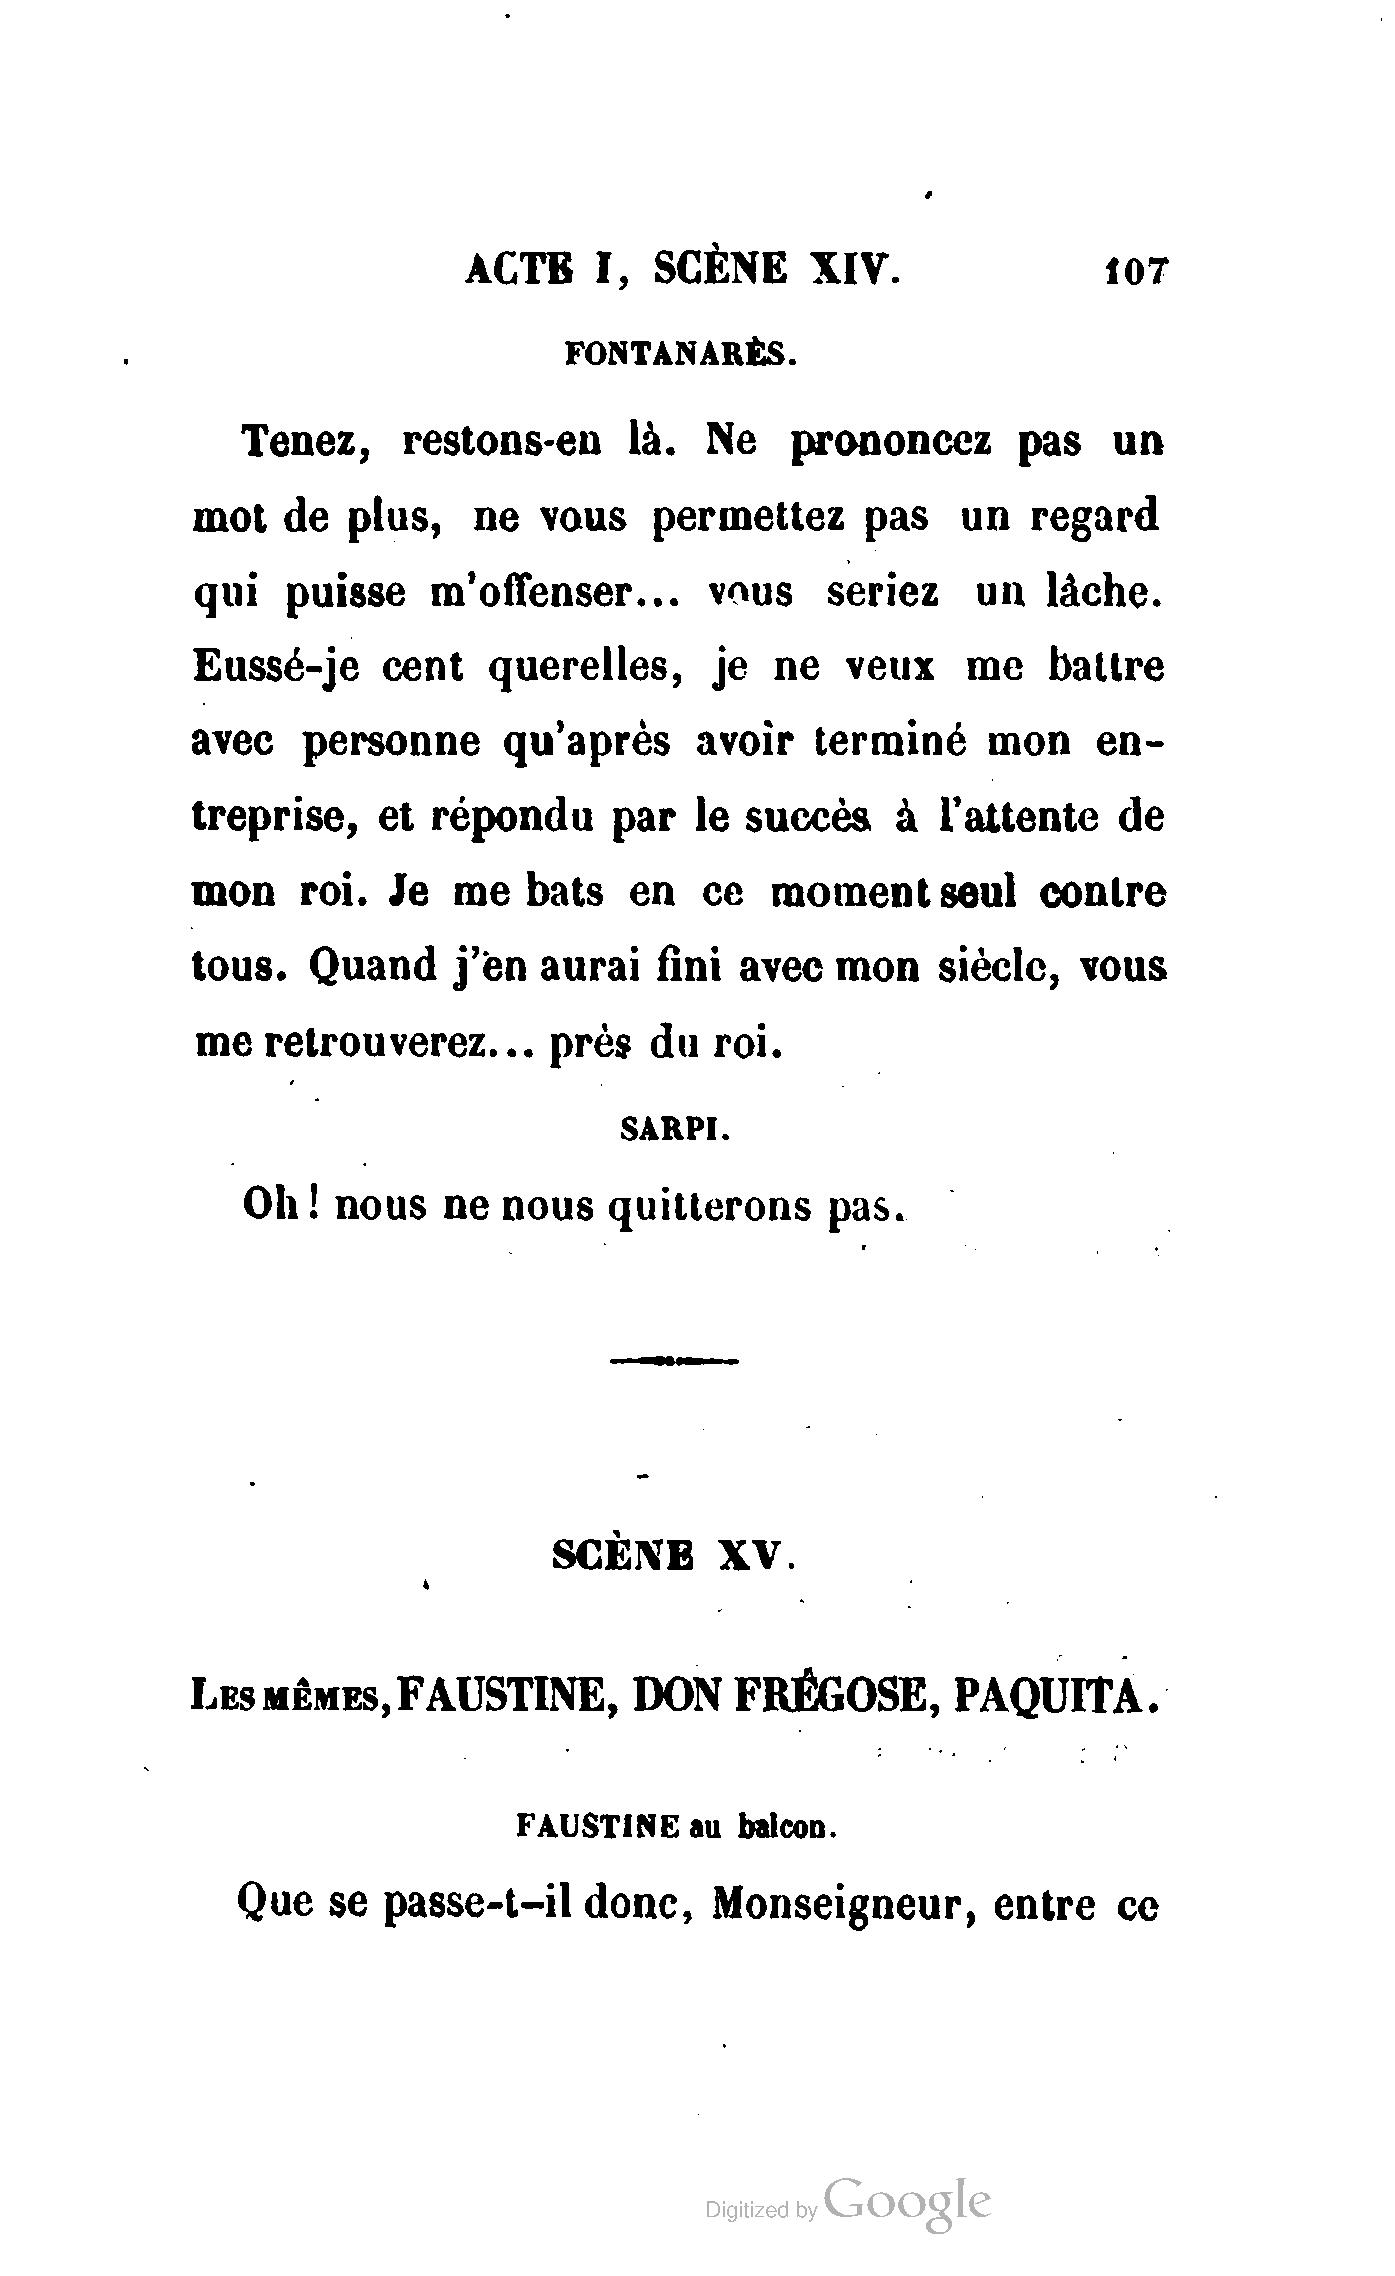 ACTE I, SCÈNE XIV. 107
FONTANARÈS.
Tenez, restons-en là. Ne prononcez pas un
mot de plus, ne vous permettez pas un regard
qui puisse m'offenser... vous seriez un lâche.
Eussé-je cent querelles, je ne veux me battre
avec personne qu'après avoir terminé mon en-
treprise, et répondu par le succès à l'attente de
mon roi. Je me bats en ce moment seul contre
tous. Quand j'en aurai fini avec mon siècle, vous
me retrouverez... près du roi.
SARPI.
Oh ! nous ne nous quitterons pas.
SCÈNE XV.
LES MÊMES, FAUSTINE, DON FRÉGOSE, PAQUITA.
FAUSTINE au balcon.
Que se passe-t-il donc, Monseigneur, entre ce
Digitized by Google